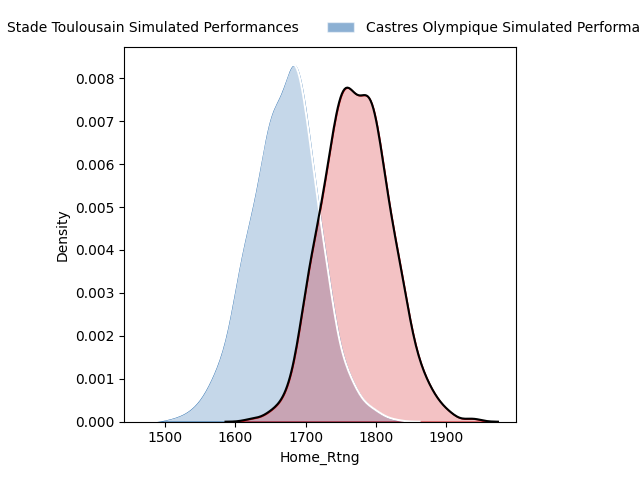 Stade Toulousain Simulated Performances
Castres Olympique Simulated Performa
0.008
0.007
0.006
0.005
0.004
0.003
0.002
0.001
0.000
Density
1500 1600 1700 1800 1900
Home_Rtng